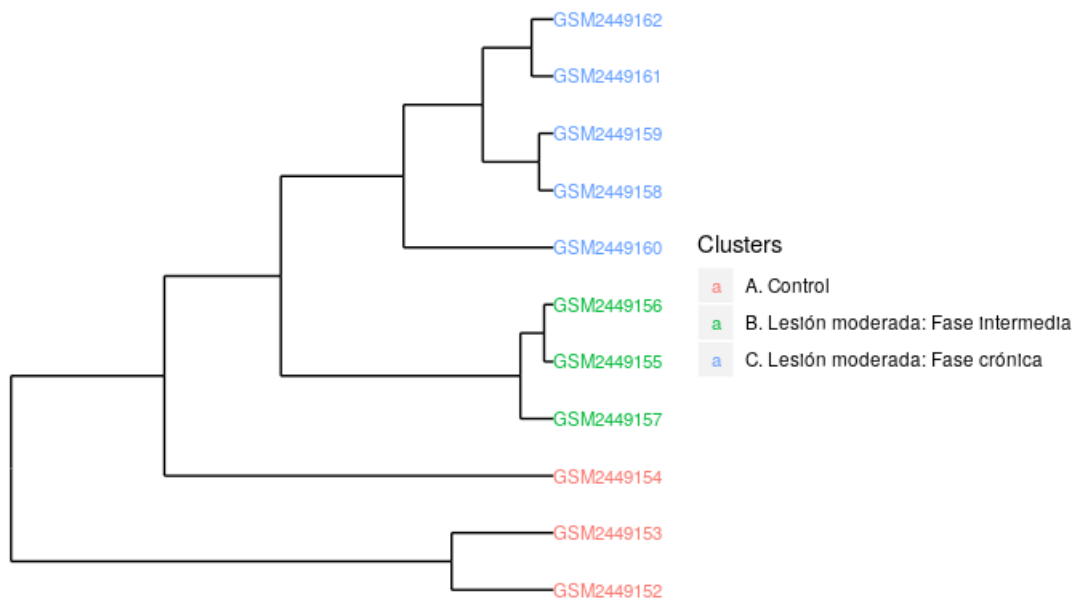 GSM2449162
GSM2449161
GSM2449159
GSM2449158
GSM2449160
GSM2449156
GSM2449155
GSM2449157
GSM2449154
GSM2449153
GSM2449152
Clusters
a A. Control
a B. Lesión moderada: Fase intermedia
a C. Lesión moderada: Fase crónica